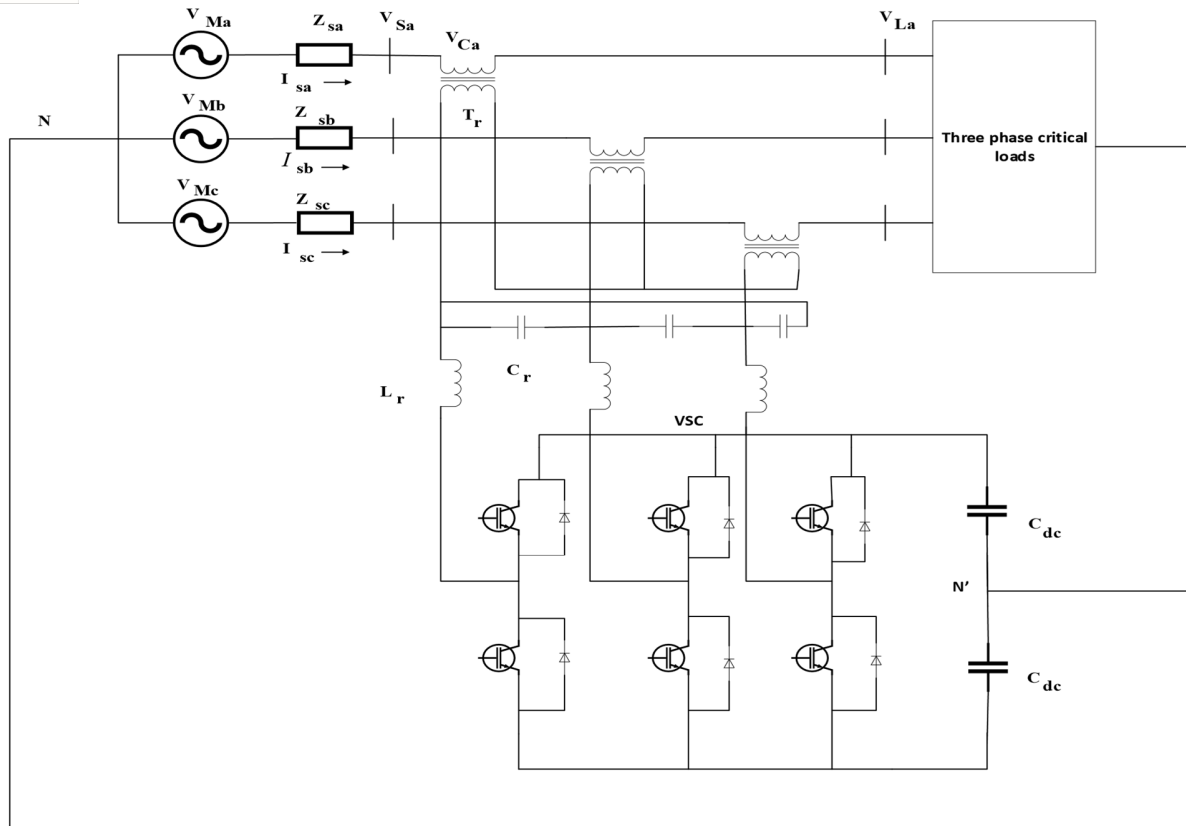 V Ma
Z sa
V Sa
V Ca
V La
I sa
V Mb
Z sb
T r
N
I sb
Three phase critical
loads
V Mc
Z sc
I sc
C r
L r
VSC
C dc
N'
C dc